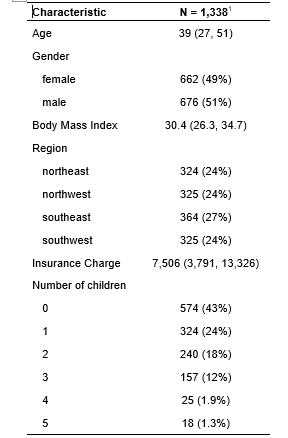 Characteristic N = 1,338¹
Age 39 (27, 51)
Gender
female 662 (49%)
male 676 (51%)
Body Mass Index 30.4 (26.3, 34.7)
Region
northeast 324 (24%)
northwest 325 (24%)
southeast 364 (27%)
southwest 325 (24%)
Insurance Charge 7,506 (3,791, 13,326)
Number of children
0 574 (43%)
1 324 (24%)
2 240 (18%)
3 157 (12%)
4 25 (1.9%)
5 18 (1.3%)